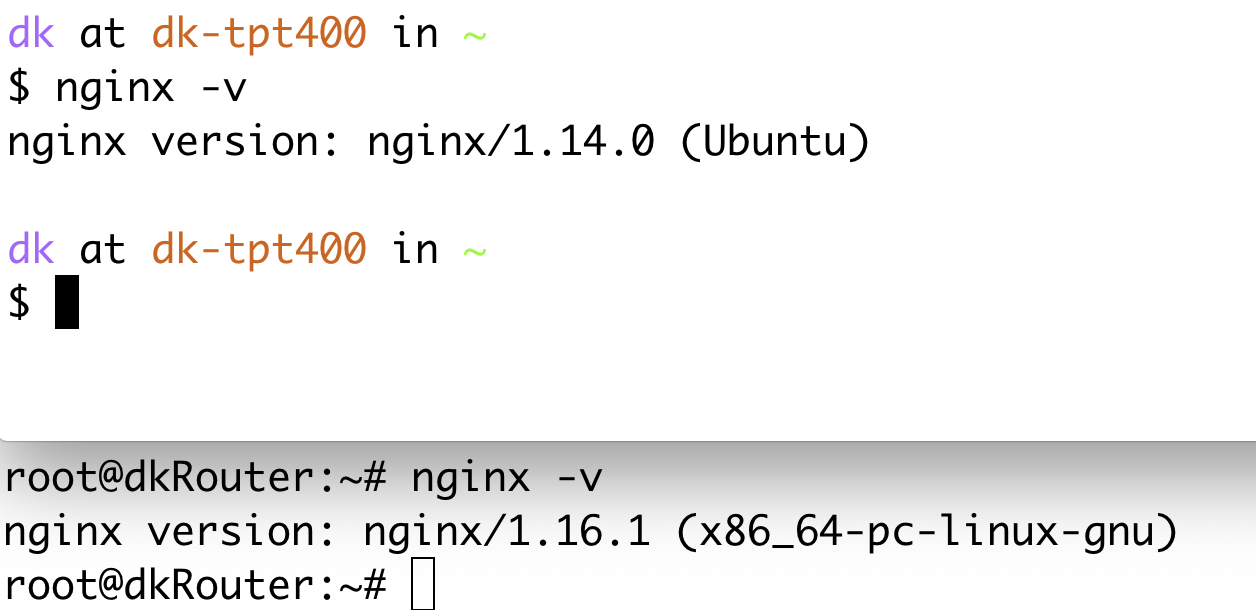 dk at dk-tpt400 in ~
$ nginx -v
nginx version: nginx/1.14.0 (Ubuntu)
dk at dk-tpt400 in ~
$
root@dkRouter:~# nginx -v
nginx version: nginx/1.16.1 (x86_64-pc-linux-gnu)
root@dkRouter:~#